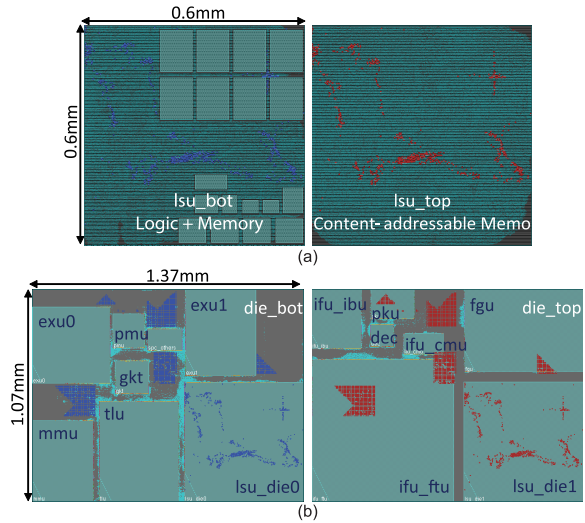 0.6mm
0.6mm
lsu_bot
Logic + Memory
lsu_top
Content- addressable Memo
(a)
1.37mm
1.07mm
exu0
pmu
exu1
die_bot
gkt
tlu
mmu
lsu_die0
ifu_ibu
pku
dec
ifu_cmu
fgu
die_top
ifu_ftu
lsu_die1
(b)